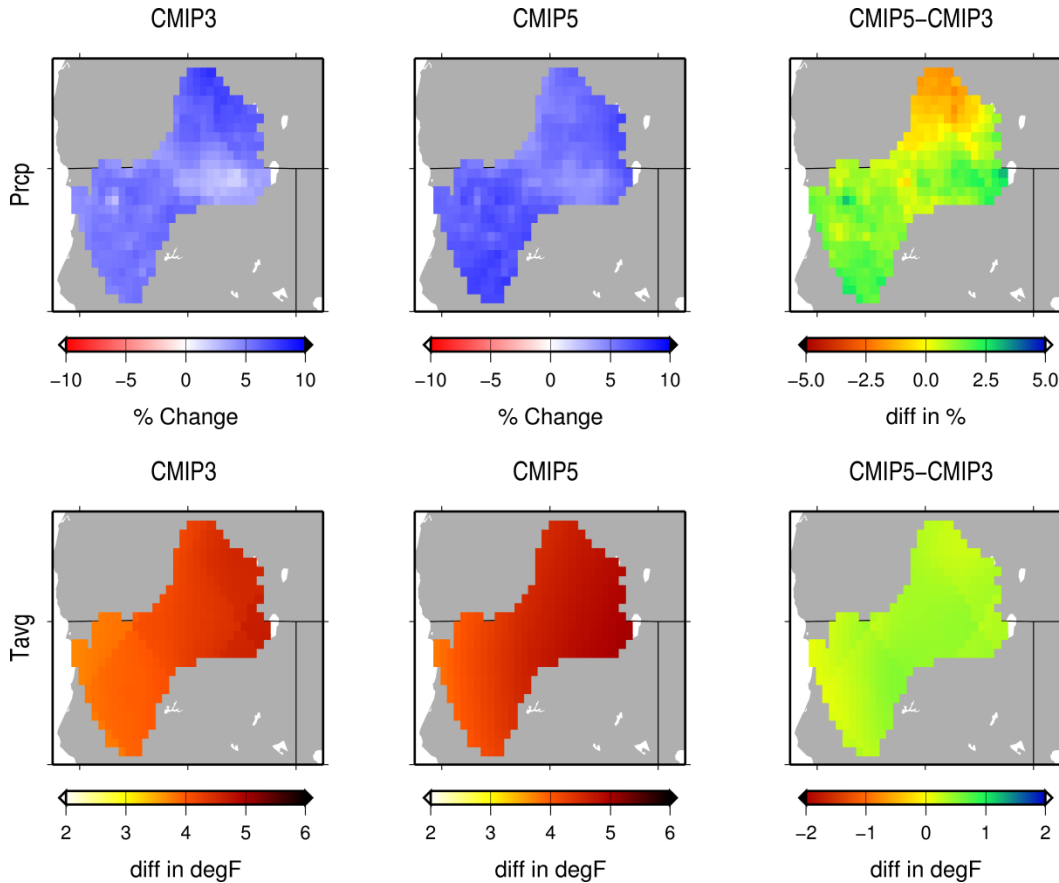 CMIP3 CMIP5 CMIP5−CMIP3
Prcp
−10 −5 0 5 10 −10 −5 0 5 10 −5.0 −2.5 0.0 2.5 5.0
% Change % Change diff in %
CMIP3 CMIP5 CMIP5−CMIP3
Tavg
2 3 4 5 6 2 3 4 5 6 −2 −1 0 1 2
diff in degF diff in degF diff in degF